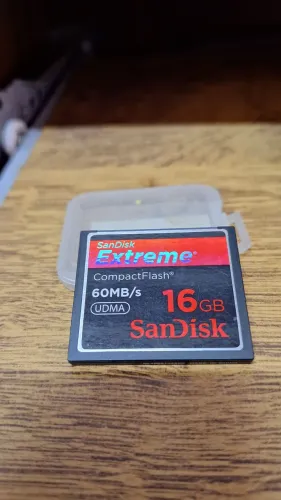 SanDisk
Extreme®
CompactFlash®
60MB/s
UDMA
16GB
SanDisk